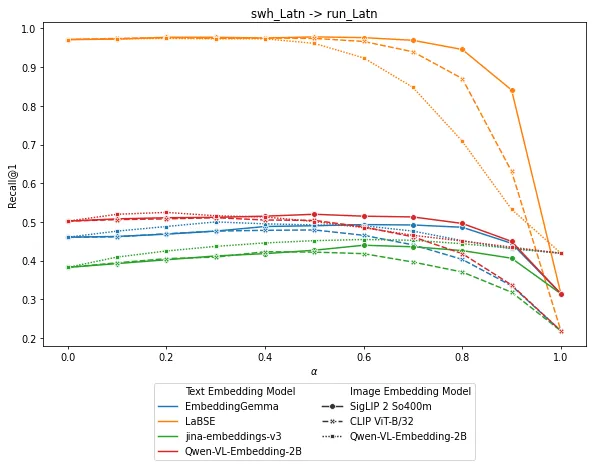 swh_Latn -> run_Latn
Recall@1
1.0
0.9
0.8
0.7
0.6
0.5
0.4
0.3
0.2
0.0 0.2 0.4 0.6 0.8 1.0
α
Text Embedding Model Image Embedding Model
EmbeddingGemma SigLIP 2 So400m
LaBSE CLIP ViT-B/32
jina-embeddings-v3 Qwen-VL-Embedding-2B
Qwen-VL-Embedding-2B